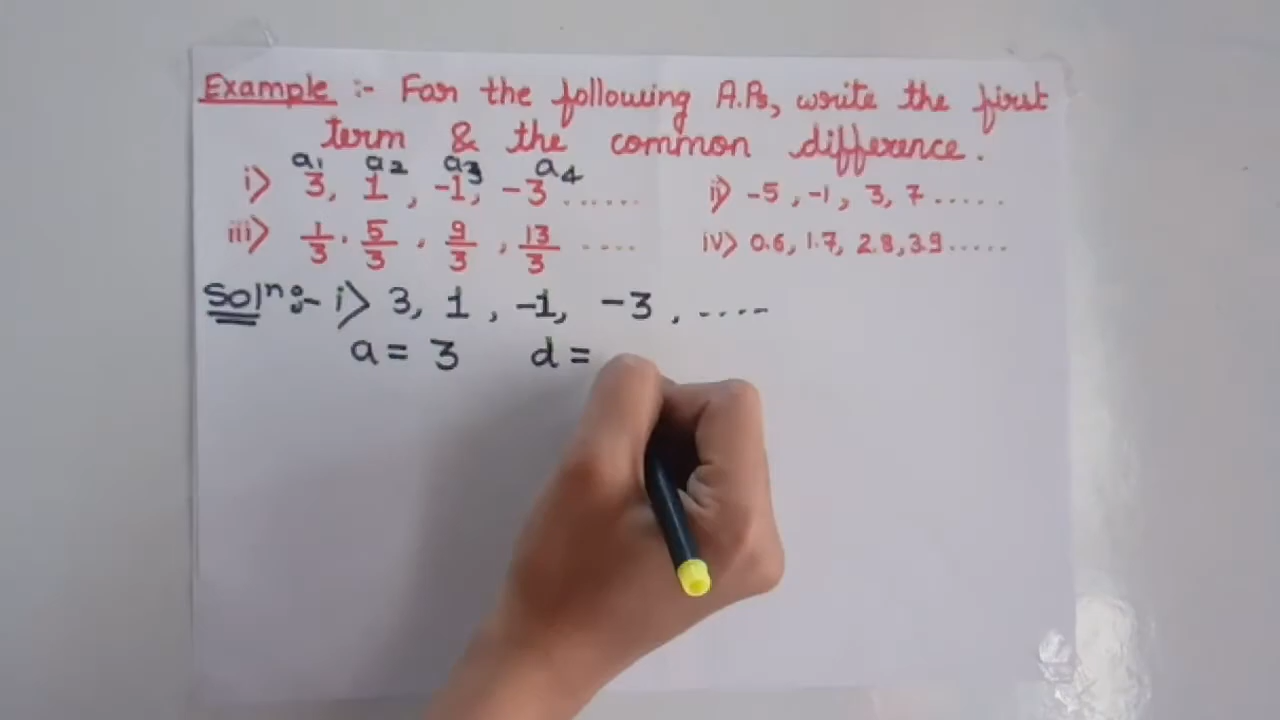 Example :- For the following A.Ps, write the first
term & the common difference.
a1 a2 a3 a4
i) 3, 1, -1, -3 ...... ii) -5, -1, 3, 7 .....
iii) 1/3, 5/3, 9/3, 13/3 .... iv) 0.6, 1.7, 2.8, 3.9 .....
Solⁿ:- i) 3, 1, -1, -3, ....
a = 3 d =